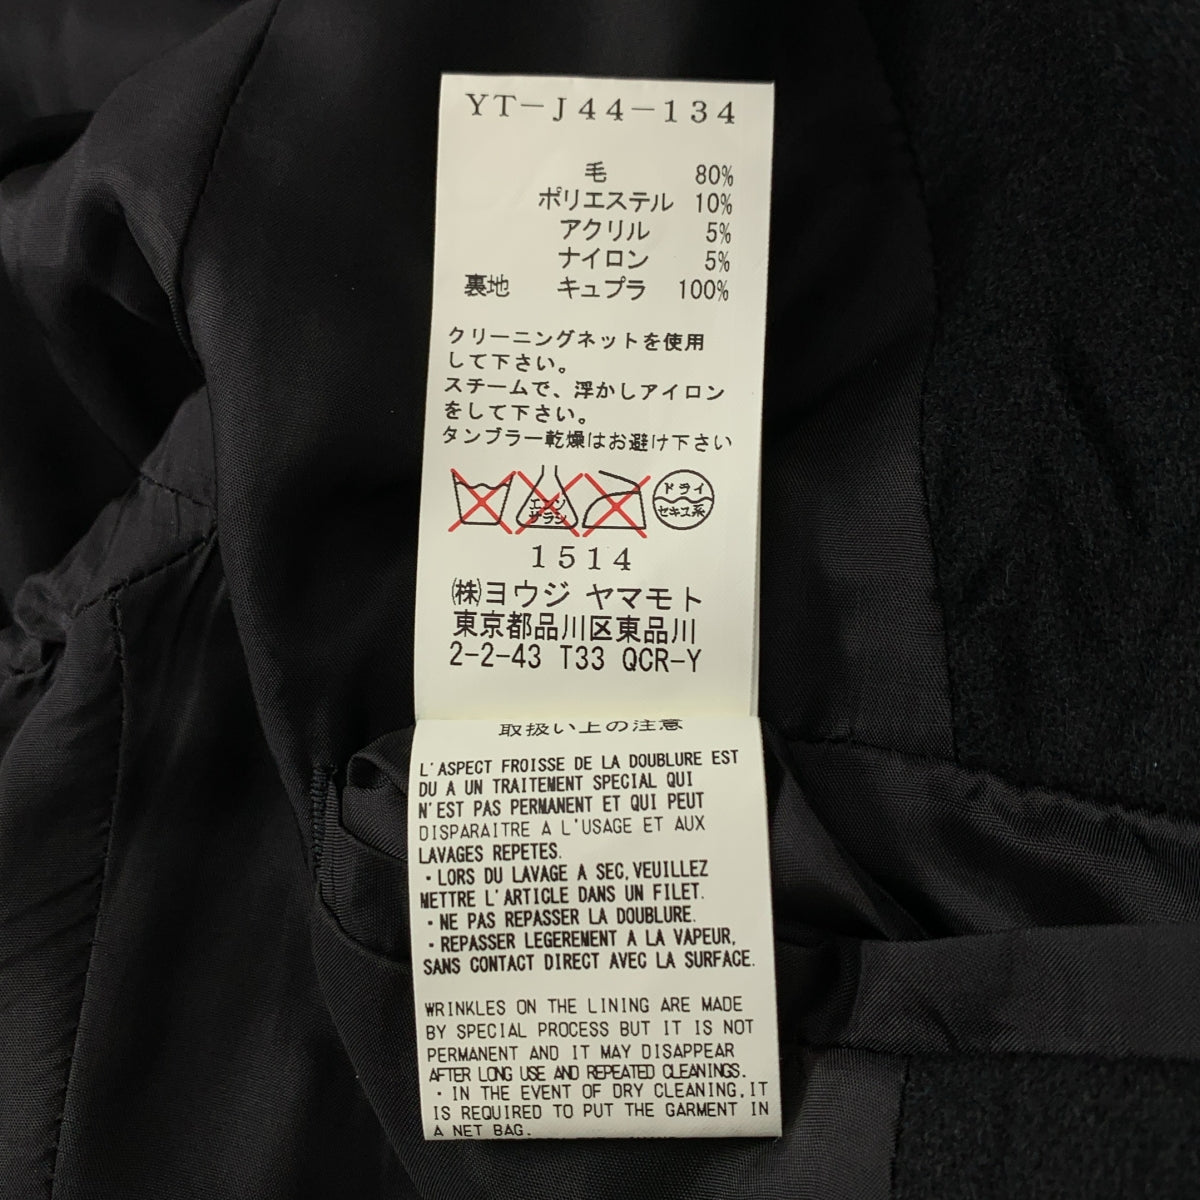 YT-J44-134
毛 80%
ポリエステル 10%
アクリル 5%
ナイロン 5%
裏地 キュプラ 100%
クリーニングネットを使用
して下さい。
スチームで、浮かしアイロン
をして下さい。
タンブラー乾燥はお避け下さい
エンソ
サラシ
ドライ
セキユ系
1514
㈱ヨウジ ヤマモト
東京都品川区東品川
2-2-43 T33 QCR-Y
取扱い上の注意
L'ASPECT FROISSE DE LA DOUBLURE EST
DU A UN TRAITEMENT SPECIAL QUI
N'EST PAS PERMANENT ET QUI PEUT
DISPARAITRE A L'USAGE ET AUX
LAVAGES REPETES.
・LORS DU LAVAGE A SEC,VEUILLEZ
METTRE L'ARTICLE DANS UN FILET.
・NE PAS REPASSER LA DOUBLURE.
・REPASSER LEGEREMENT A LA VAPEUR,
SANS CONTACT DIRECT AVEC LA SURFACE.
WRINKLES ON THE LINING ARE MADE
BY SPECIAL PROCESS BUT IT IS NOT
PERMANENT AND IT MAY DISAPPEAR
AFTER LONG USE AND REPEATED CLEANINGS.
・IN THE EVENT OF DRY CLEANING,IT
IS REQUIRED TO PUT THE GARMENT IN
A NET BAG.